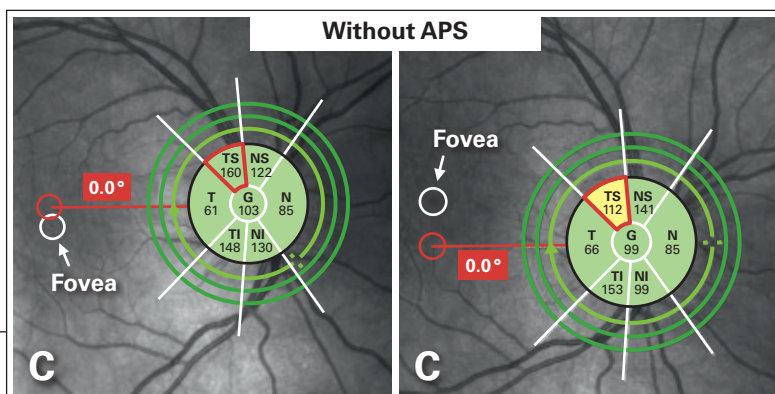 Without APS
TS NS
160 122
0.0°
T G N
61 103 85
TI NI
148 130
Fovea
C
Fovea
TS NS
112 141
T G N
66 99 85
0.0°
TI NI
153 99
C